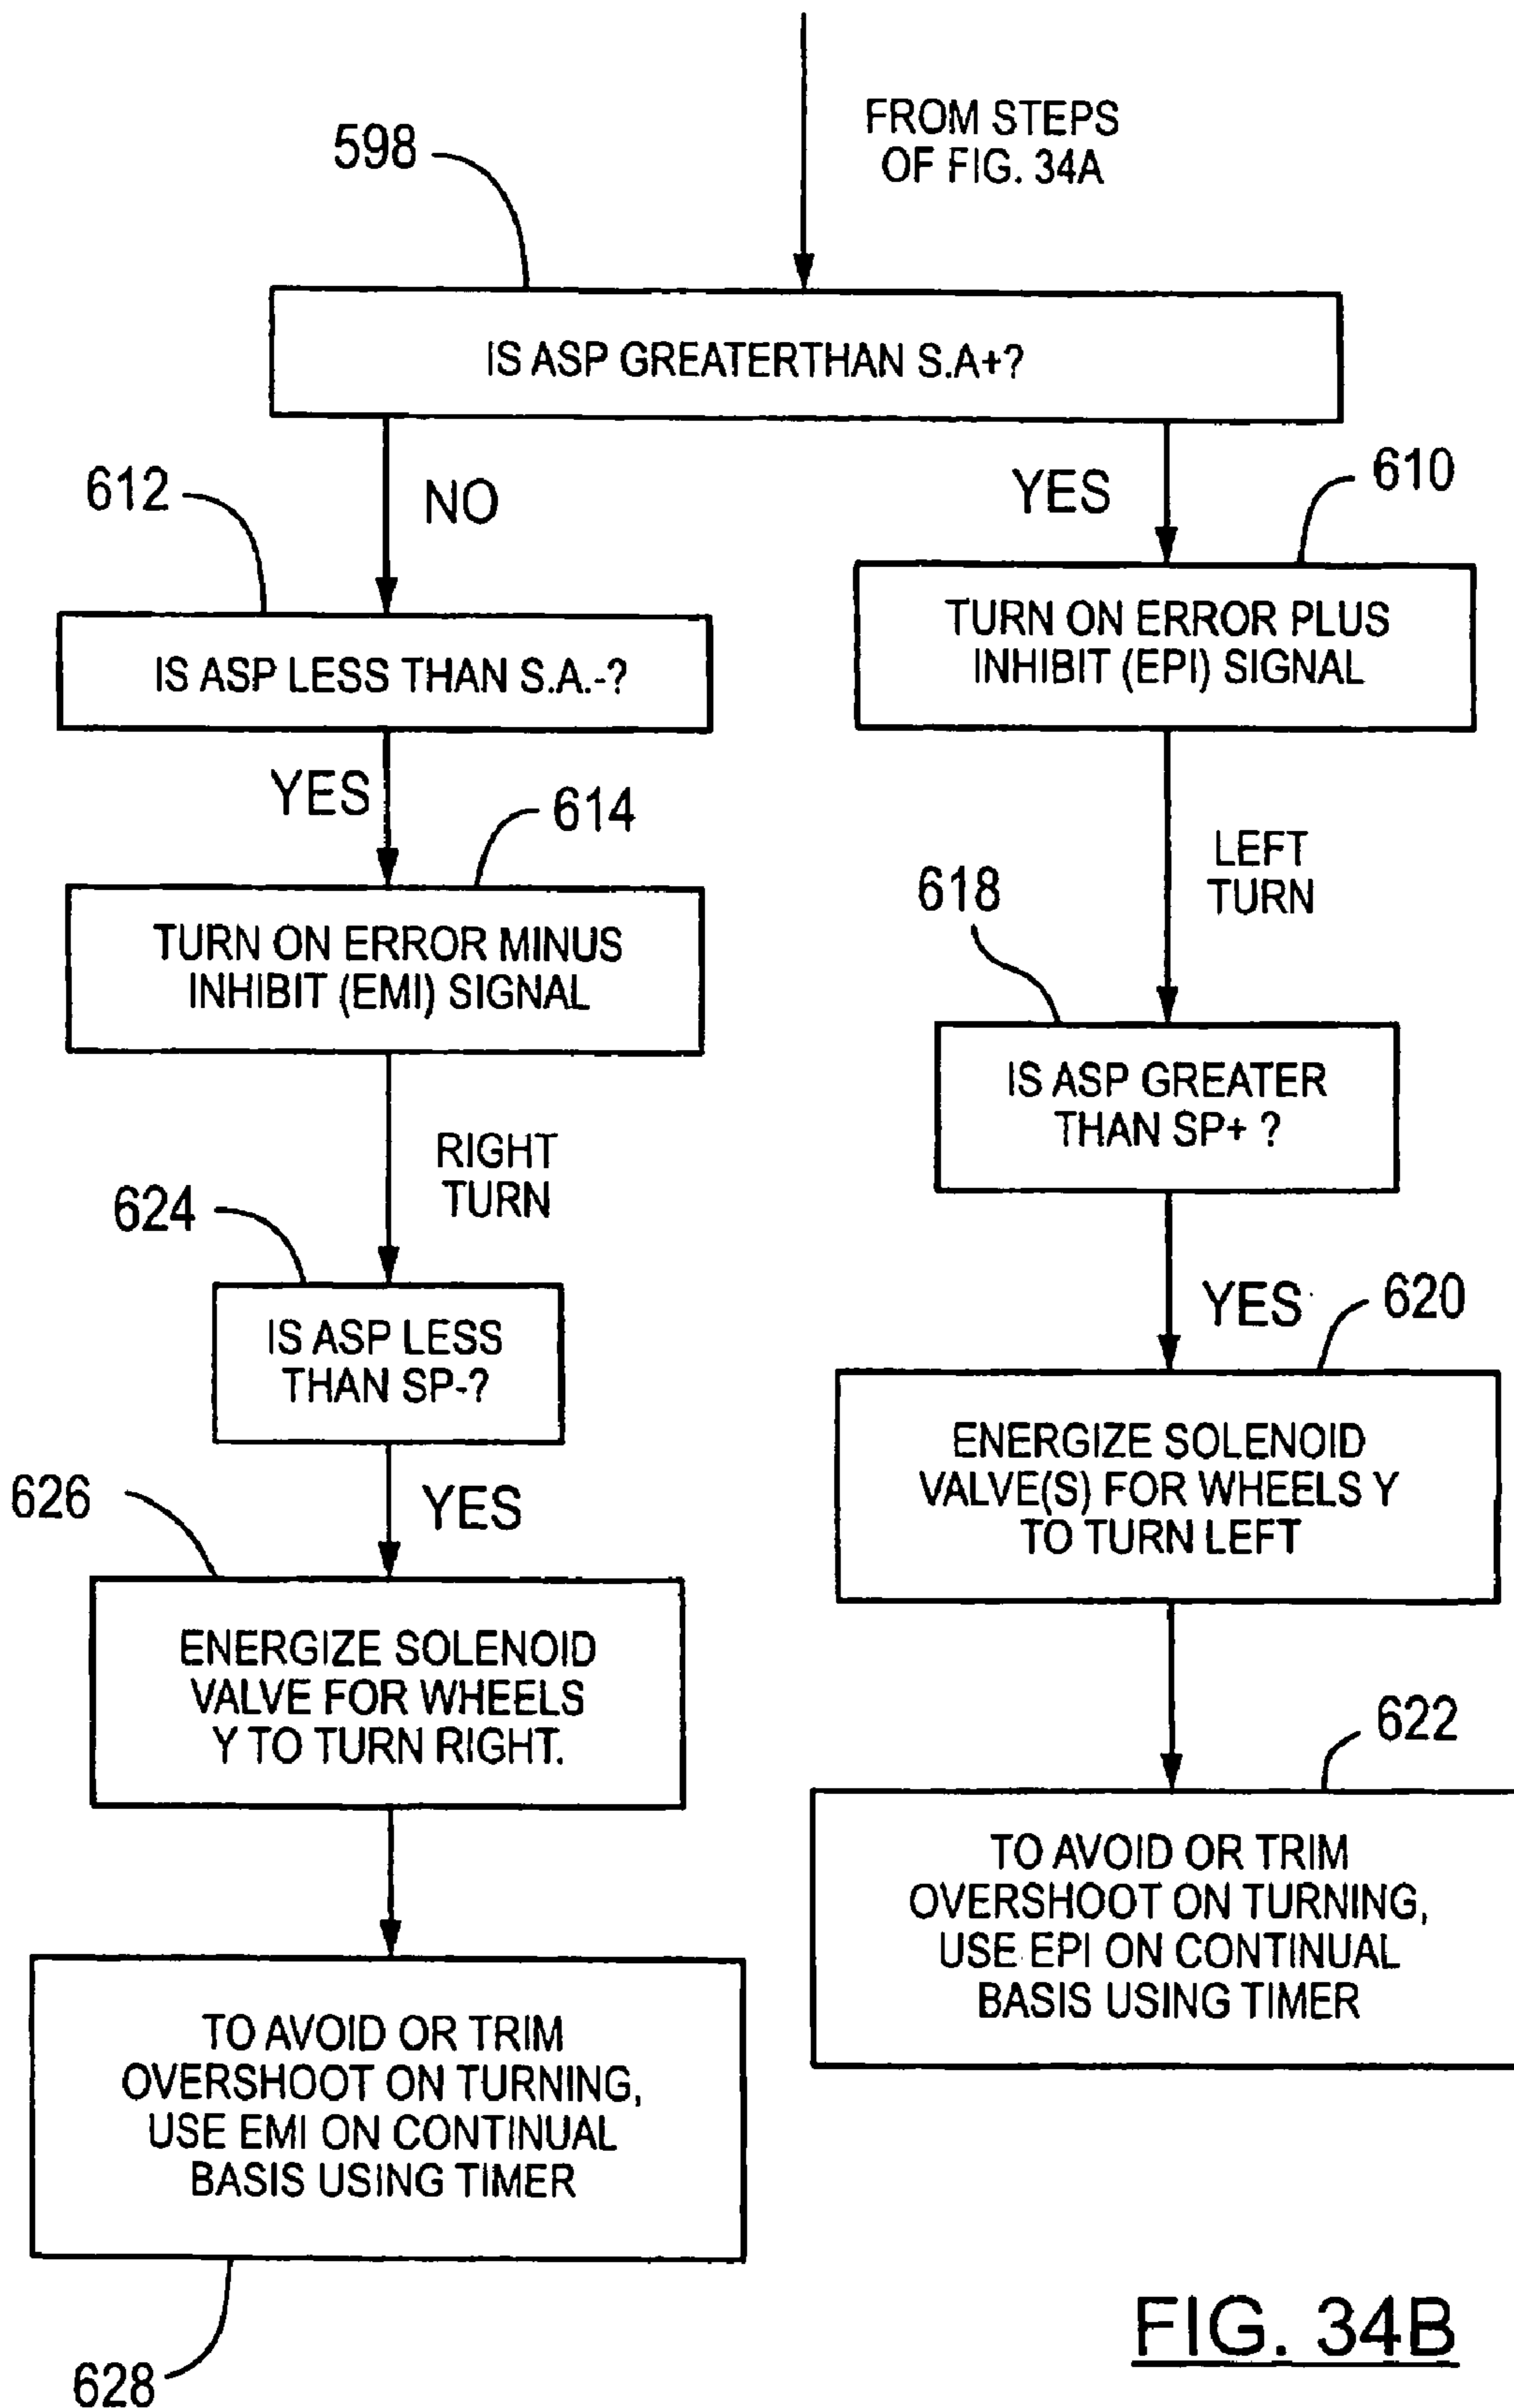 FROM STEPS
OF FIG. 34A
598
IS ASP GREATERTHAN S.A+?
612
NO
YES
610
IS ASP LESS THAN S.A.-?
TURN ON ERROR PLUS
INHIBIT (EPI) SIGNAL
YES
614
TURN ON ERROR MINUS
INHIBIT (EMI) SIGNAL
LEFT
TURN
618
IS ASP GREATER
THAN SP+ ?
RIGHT
TURN
624
IS ASP LESS
THAN SP-?
YES
620
ENERGIZE SOLENOID
VALVE(S) FOR WHEELS Y
TO TURN LEFT
626
YES
ENERGIZE SOLENOID
VALVE FOR WHEELS
Y TO TURN RIGHT.
622
TO AVOID OR TRIM
OVERSHOOT ON TURNING,
USE EPI ON CONTINUAL
BASIS USING TIMER
TO AVOID OR TRIM
OVERSHOOT ON TURNING,
USE EMI ON CONTINUAL
BASIS USING TIMER
628
FIG. 34B